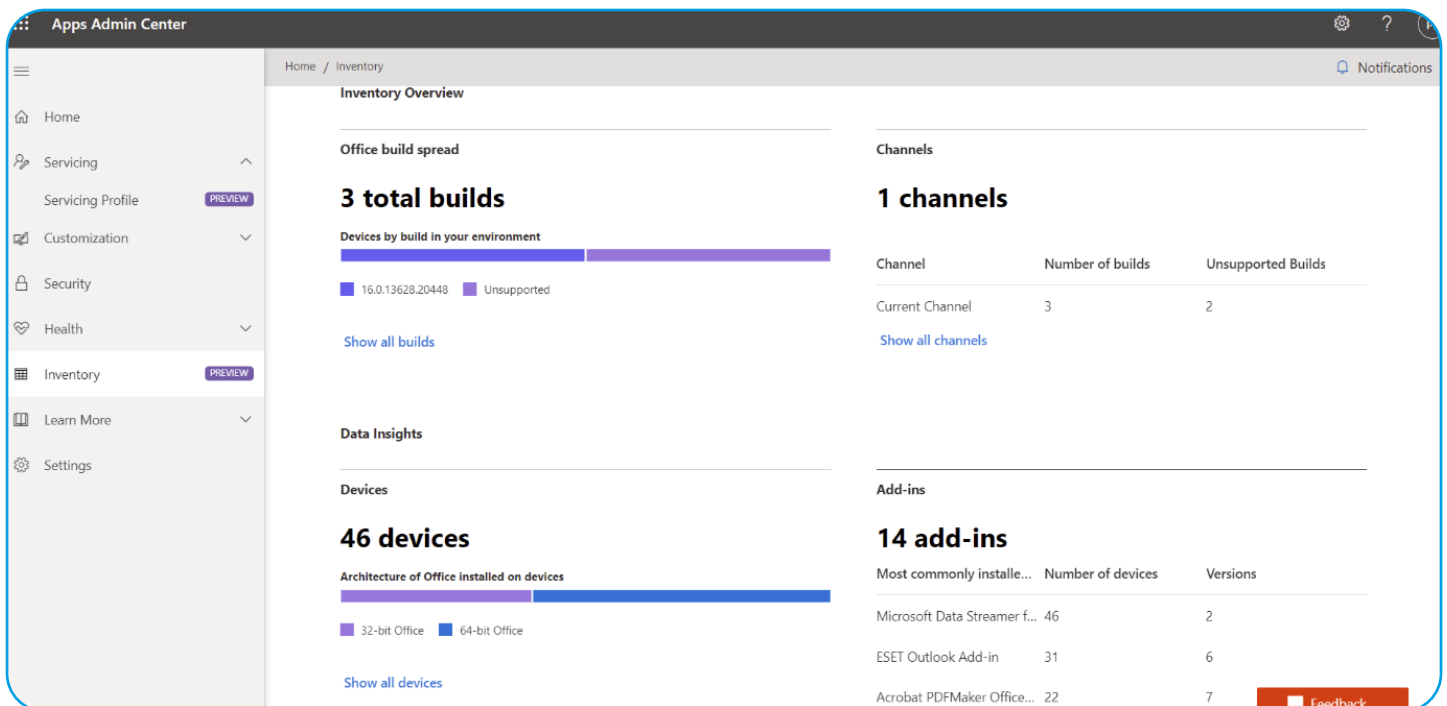 Apps Admin Center
?
Home / Inventory
Notifications
Home
Servicing
Servicing Profile PREVIEW
Customization
Security
Health
Inventory PREVIEW
Learn More
Settings
Inventory Overview
Office build spread
3 total builds
Devices by build in your environment
16.0.13628.20448 Unsupported
Show all builds
Channels
1 channels
Channel Number of builds Unsupported Builds
Current Channel 3 2
Show all channels
Data Insights
Devices
46 devices
Architecture of Office installed on devices
32-bit Office 64-bit Office
Show all devices
Add-ins
14 add-ins
Most commonly installe... Number of devices Versions
Microsoft Data Streamer f... 46 2
ESET Outlook Add-in 31 6
Acrobat PDFMaker Office... 22 7
Feedback